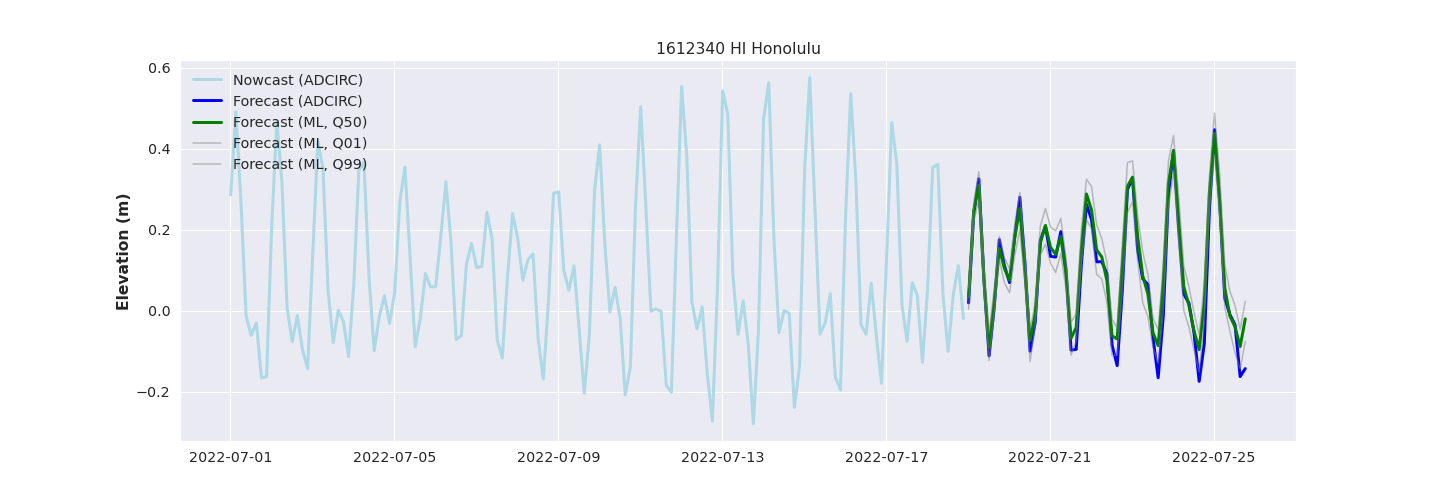 1612340 HI Honolulu
0.6
0.4
0.2
0.0
−0.2
Elevation (m)
Nowcast (ADCIRC)
Forecast (ADCIRC)
Forecast (ML, Q50)
Forecast (ML, Q01)
Forecast (ML, Q99)
2022-07-01
2022-07-05
2022-07-09
2022-07-13
2022-07-17
2022-07-21
2022-07-25